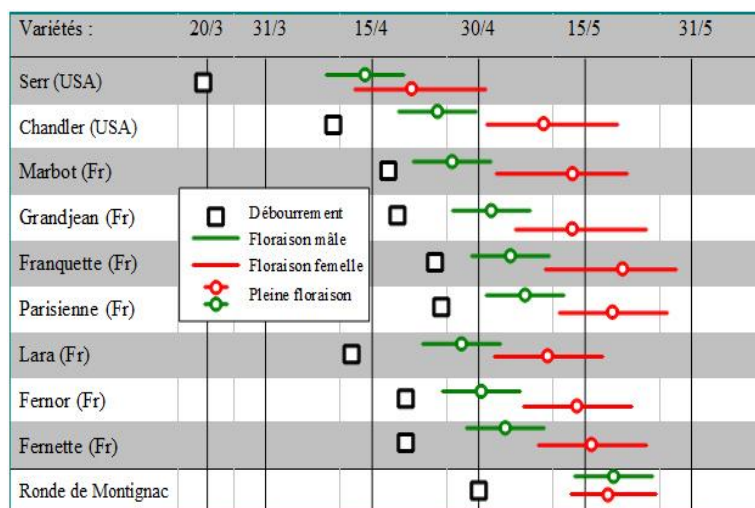 Variétés : 20/3 31/3 15/4 30/4 15/5 31/5
Serr (USA)
Chandler (USA)
Marbot (Fr)
Grandjean (Fr)
Franquette (Fr)
Parisienne (Fr)
Lara (Fr)
Fernor (Fr)
Fernette (Fr)
Ronde de Montignac
Débourrement
Floraison mâle
Floraison femelle
Pleine floraison